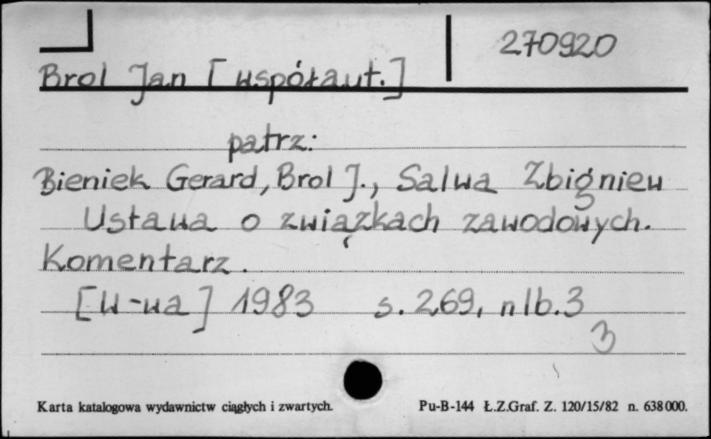 270920
Brol Jan [współaut.]
patrz:
Bieniek Gerard, Brol J., Salwa Zbigniew
Ustawa o związkach zawodowych.
Komentarz.
[W-wa] 1983 s. 269, nlb. 3
3
Karta katalogowa wydawnictw ciągłych i zwartych. Pu-B-144 Ł.Z.Graf. Z. 120/15/82 n. 638000.